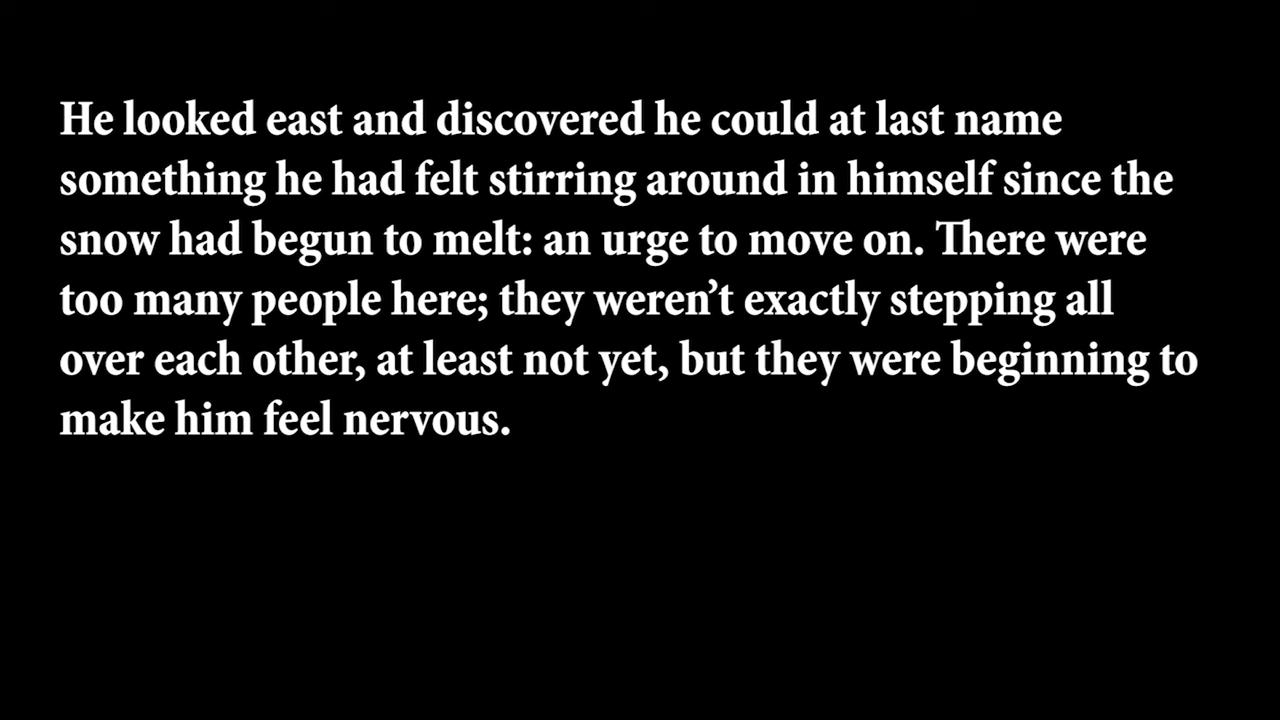 He looked east and discovered he could at last name
something he had felt stirring around in himself since the
snow had begun to melt: an urge to move on. There were
too many people here; they weren’t exactly stepping all
over each other, at least not yet, but they were beginning to
make him feel nervous.